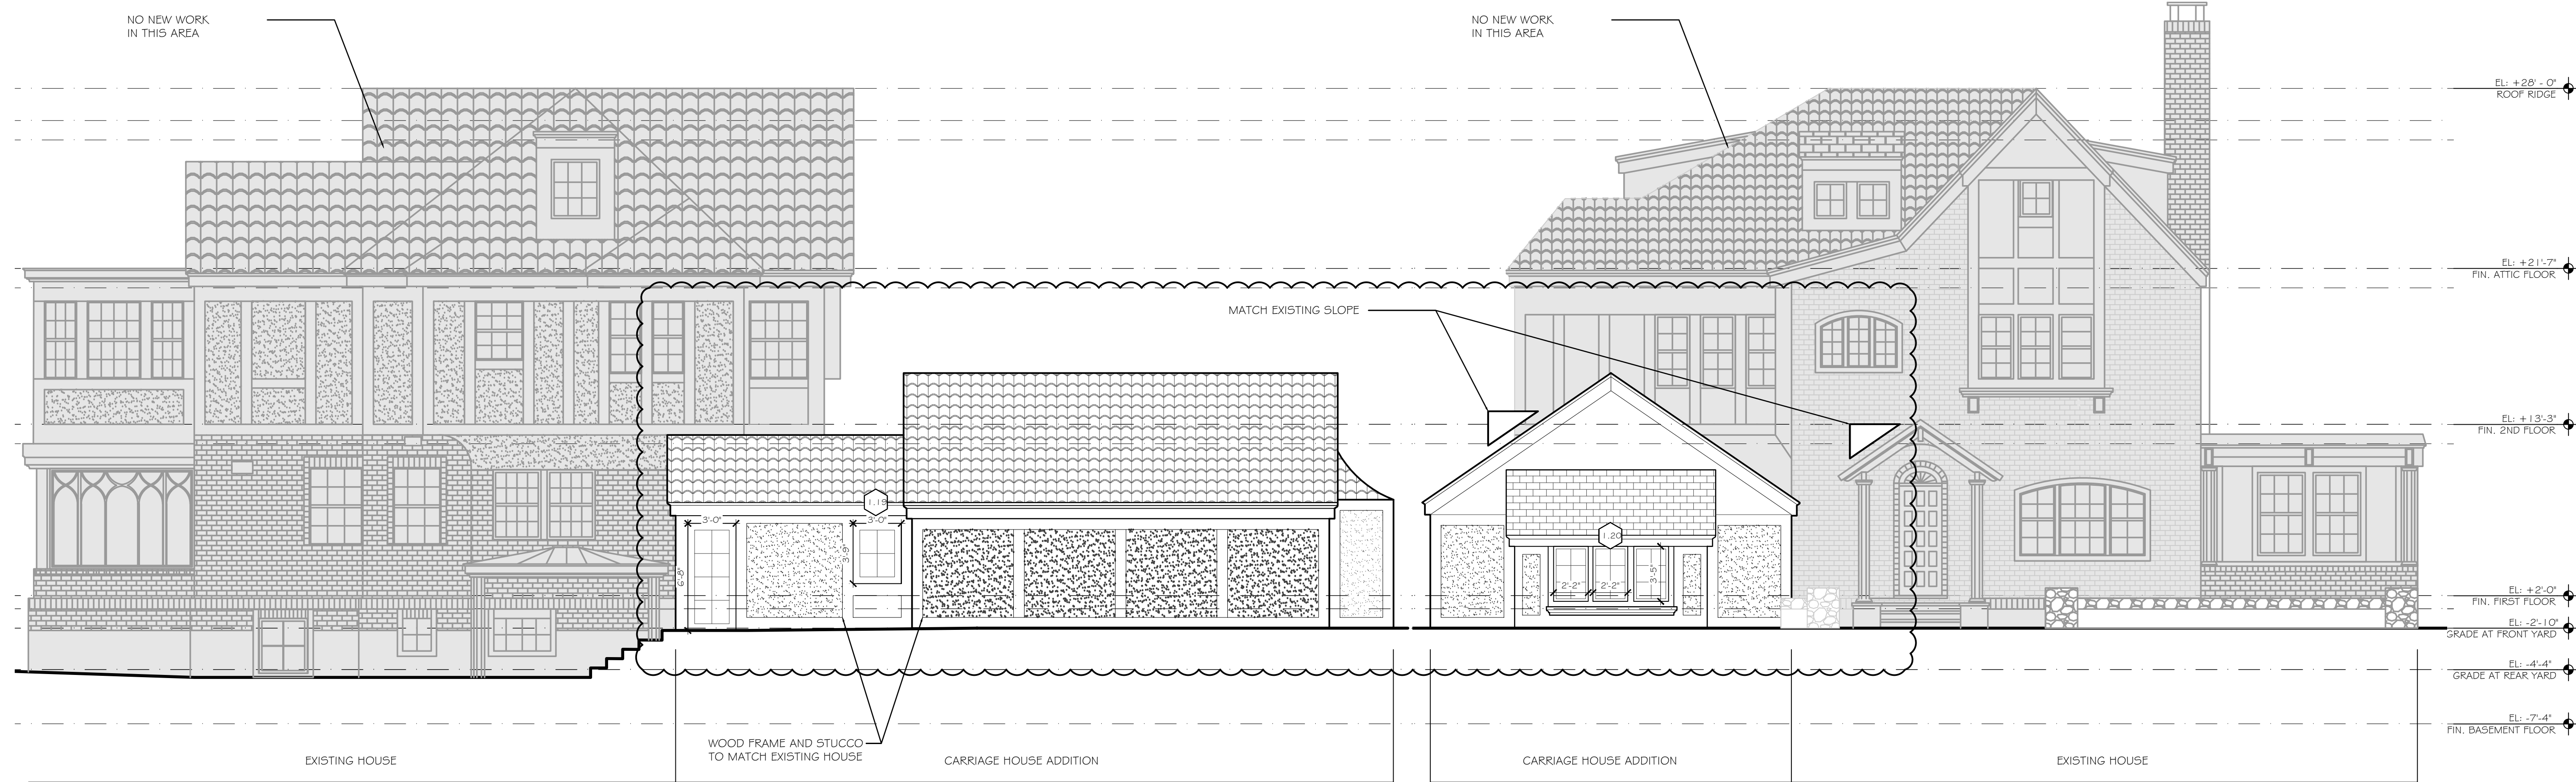 NO NEW WORK
IN THIS AREA
NO NEW WORK
IN THIS AREA
EL: +28' - 0"
ROOF RIDGE
EL: +21'-7"
FIN. ATTIC FLOOR
MATCH EXISTING SLOPE
EL: +13'-3"
FIN. 2ND FLOOR
1.19
3'-0"
3'-0"
3'-9"
6'-8"
1.20
2'-2"
2'-2"
3'-5"
EL: +2'-0"
FIN. FIRST FLOOR
EL: -2'-10"
GRADE AT FRONT YARD
EL: -4'-4"
GRADE AT REAR YARD
EL: -7'-4"
FIN. BASEMENT FLOOR
WOOD FRAME AND STUCCO
TO MATCH EXISTING HOUSE
EXISTING HOUSE
CARRIAGE HOUSE ADDITION
CARRIAGE HOUSE ADDITION
EXISTING HOUSE